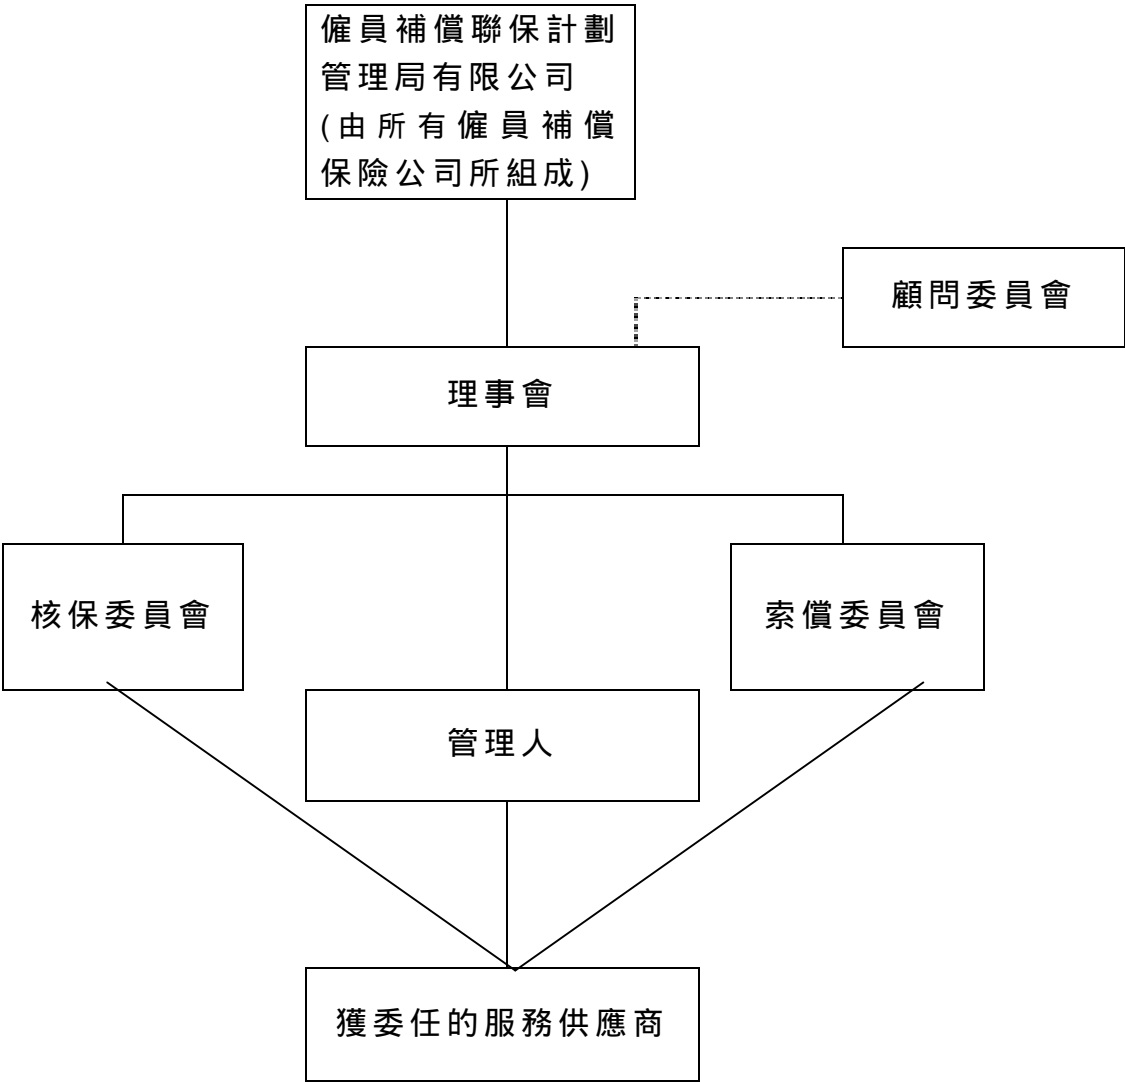 僱員補償聯保計劃
管理局有限公司
(由所有僱員補償
保險公司所組成)
顧問委員會
理事會
核保委員會
索償委員會
管理人
獲委任的服務供應商